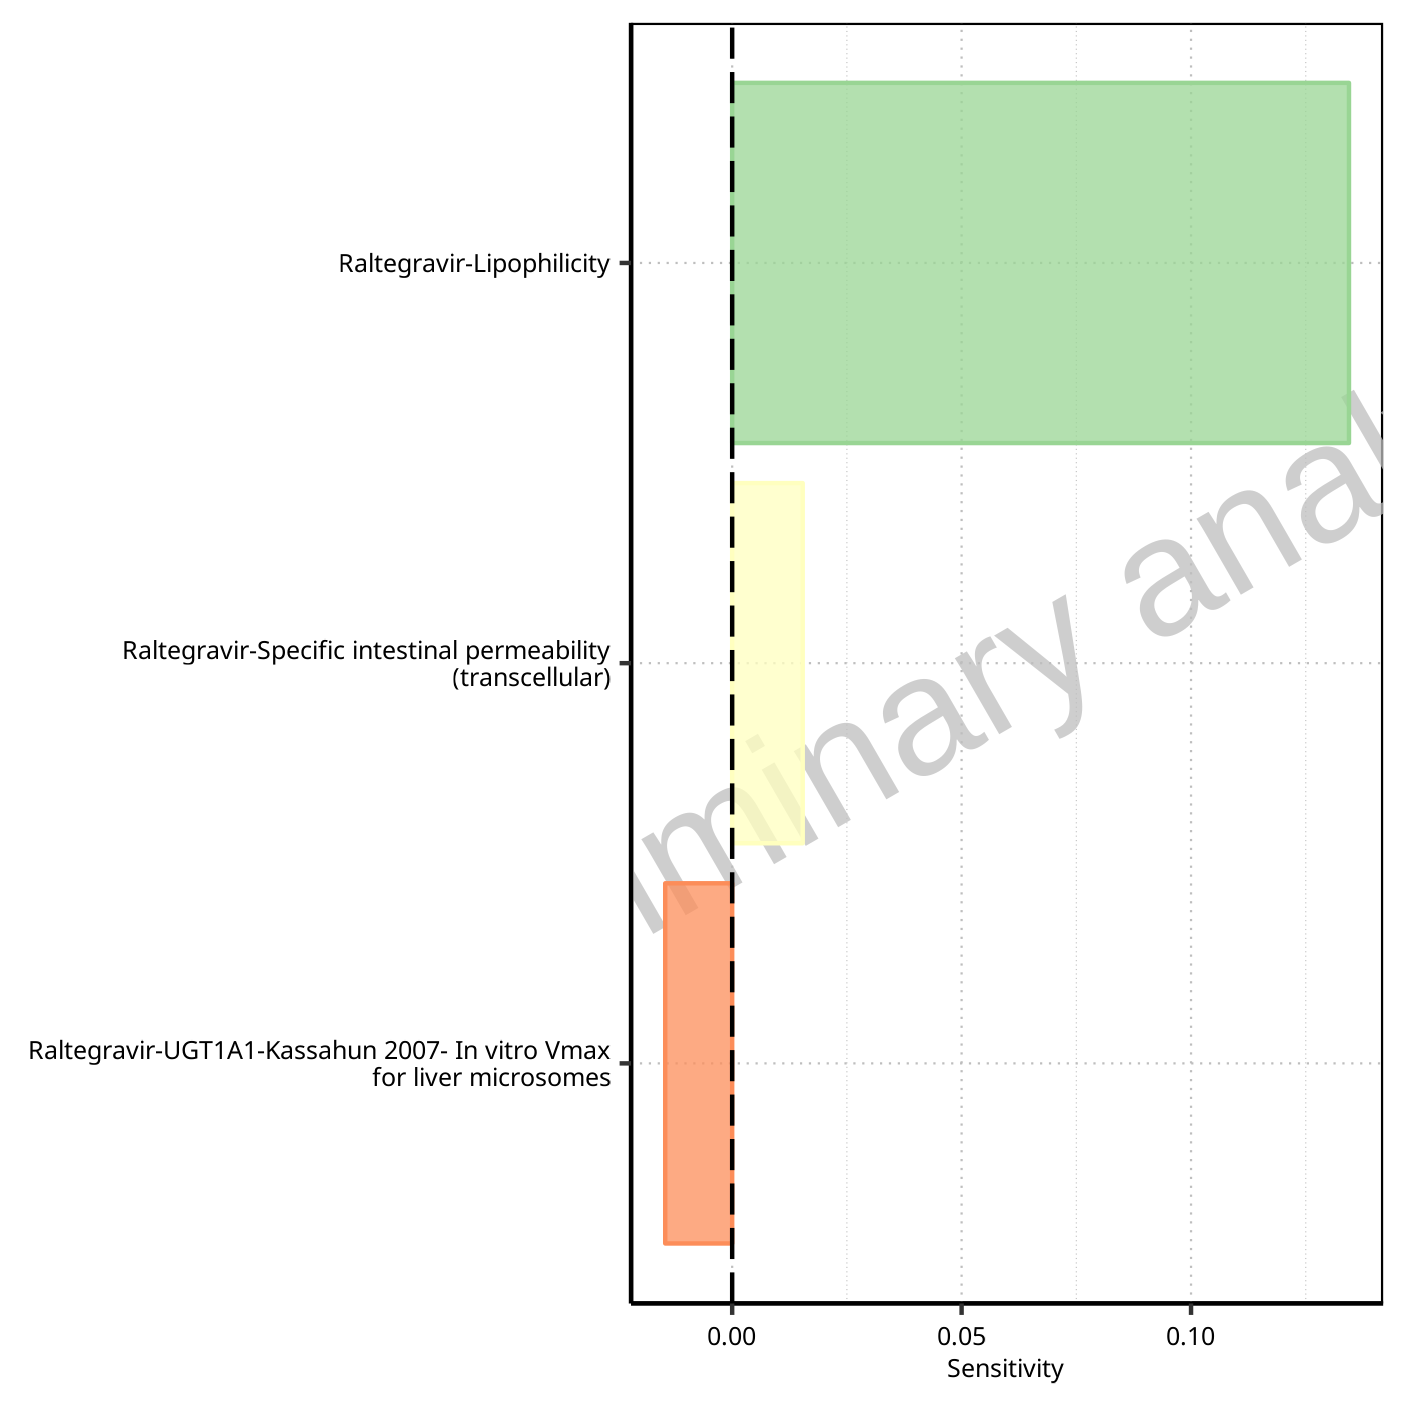 Raltegravir-Lipophilicity
Raltegravir-Specific intestinal permeability
(transcellular)
Raltegravir-UGT1A1-Kassahun 2007- In vitro Vmax
for liver microsomes
0.00 0.05 0.10
Sensitivity
minary anal